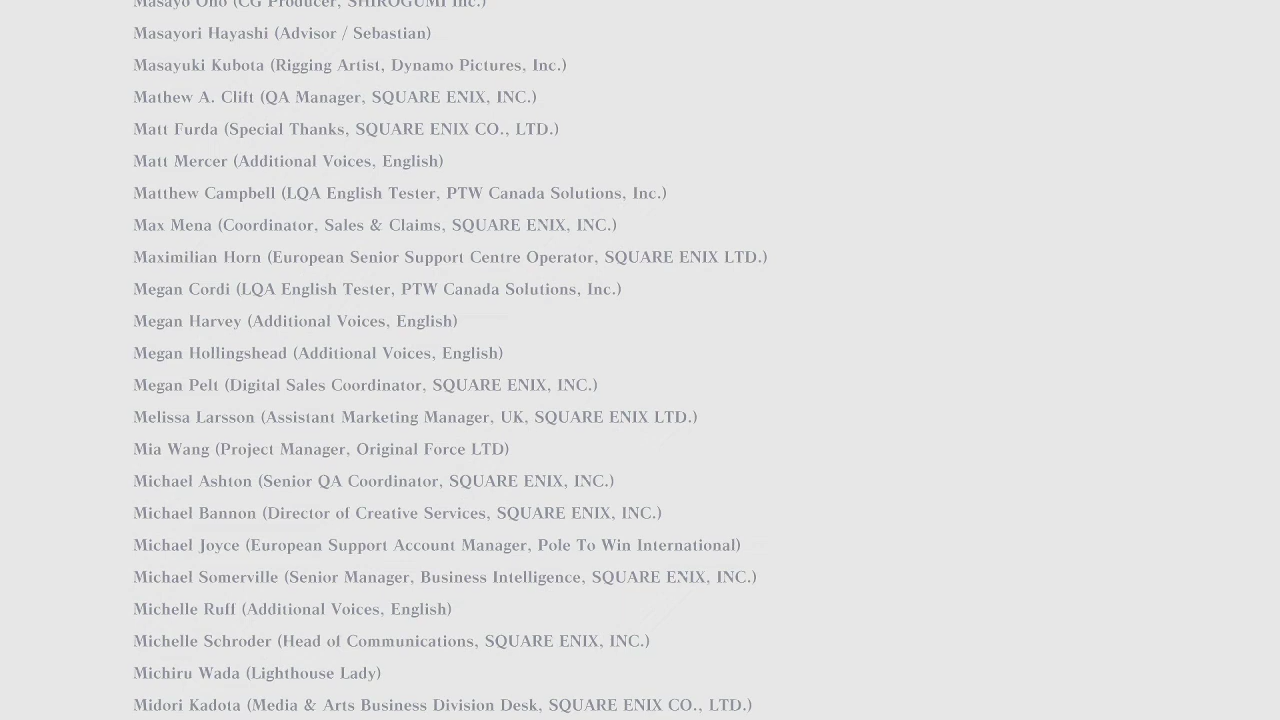 Masayo Ono (CG Producer, SHIROGUMI Inc.)
Masayori Hayashi (Advisor / Sebastian)
Masayuki Kubota (Rigging Artist, Dynamo Pictures, Inc.)
Mathew A. Clift (QA Manager, SQUARE ENIX, INC.)
Matt Furda (Special Thanks, SQUARE ENIX CO., LTD.)
Matt Mercer (Additional Voices, English)
Matthew Campbell (LQA English Tester, PTW Canada Solutions, Inc.)
Max Mena (Coordinator, Sales & Claims, SQUARE ENIX, INC.)
Maximilian Horn (European Senior Support Centre Operator, SQUARE ENIX LTD.)
Megan Cordi (LQA English Tester, PTW Canada Solutions, Inc.)
Megan Harvey (Additional Voices, English)
Megan Hollingshead (Additional Voices, English)
Megan Pelt (Digital Sales Coordinator, SQUARE ENIX, INC.)
Melissa Larsson (Assistant Marketing Manager, UK, SQUARE ENIX LTD.)
Mia Wang (Project Manager, Original Force LTD)
Michael Ashton (Senior QA Coordinator, SQUARE ENIX, INC.)
Michael Bannon (Director of Creative Services, SQUARE ENIX, INC.)
Michael Joyce (European Support Account Manager, Pole To Win International)
Michael Somerville (Senior Manager, Business Intelligence, SQUARE ENIX, INC.)
Michelle Ruff (Additional Voices, English)
Michelle Schroder (Head of Communications, SQUARE ENIX, INC.)
Michiru Wada (Lighthouse Lady)
Midori Kadota (Media & Arts Business Division Desk, SQUARE ENIX CO., LTD.)